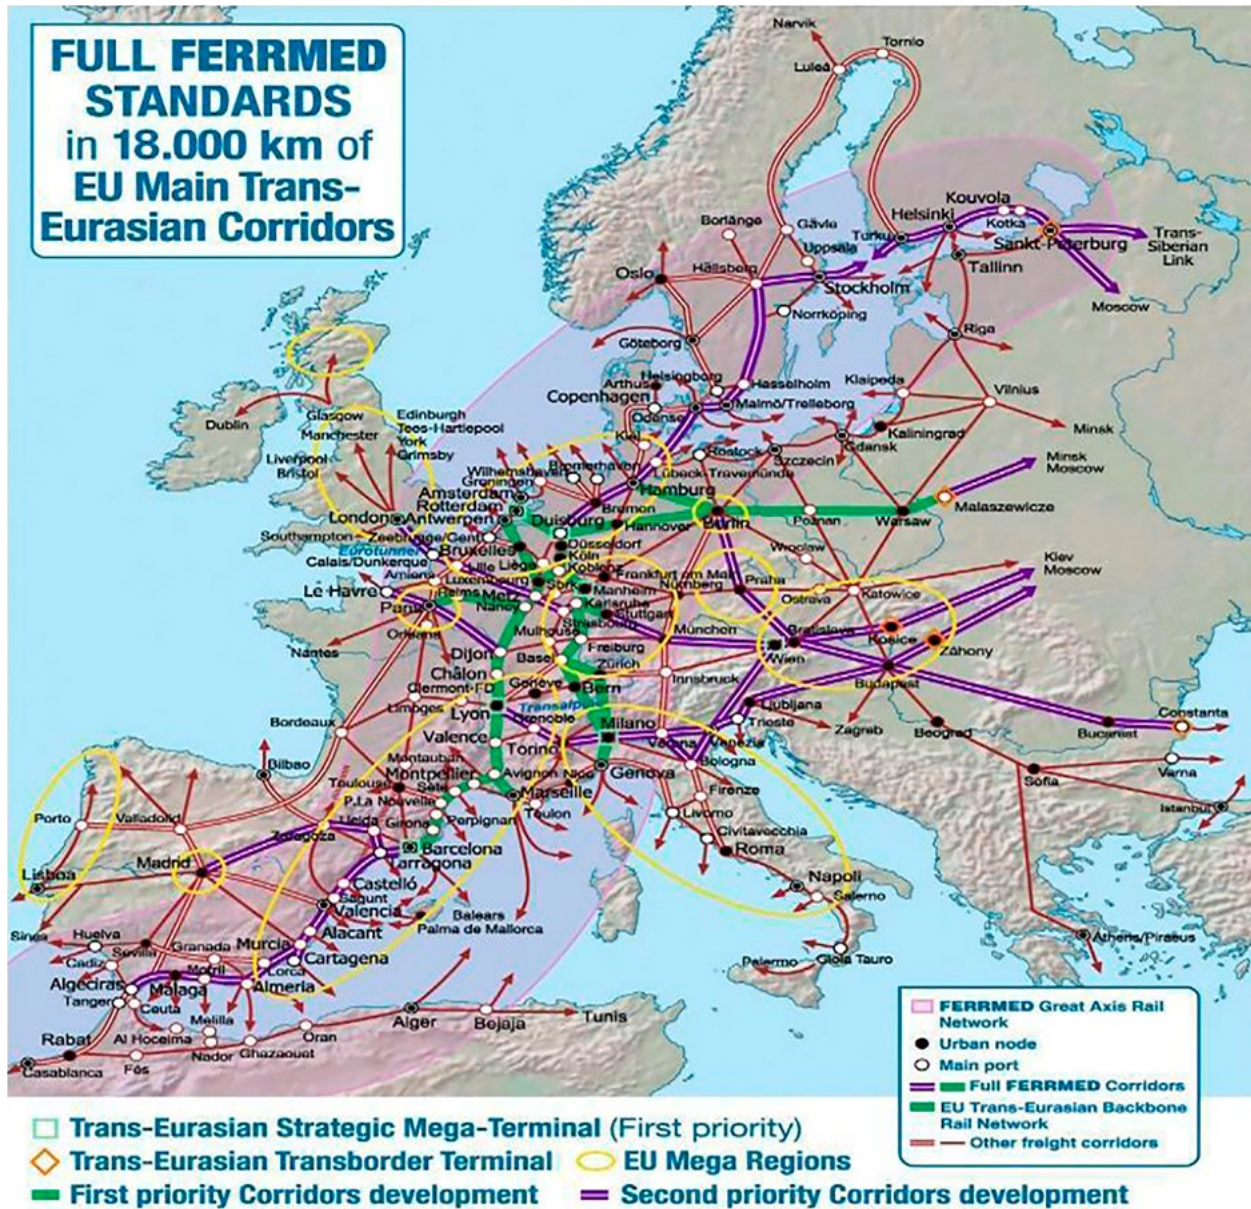 FULL FERRMED
STANDARDS
in 18.000 km of
EU Main Trans-
Eurasian Corridors
Narvik
Tornio
Luleå
Kouvola
Helsinki
Kotka
Turku
Sankt-Peterburg
Trans-
Siberian
Link
Tallinn
Moscow
Borlänge
Gävle
Uppsala
Oslo
Hällsberg
Stockholm
Norrköping
Göteborg
Riga
Helsingborg
Arthus
Hasselholm
Copenhagen
Klaipeda
Vilnius
Odense
Malmö/Trelleborg
Minsk
Kaliningrad
Gdansk
Kiel
Rostock
Szczecin
Lübeck-Travemünde
Minsk
Moscow
Glasgow
Dublin
Edinburgh
Tees-Hartlepool
York
Grimsby
Manchester
Liverpool
Bristol
Wilhemshaven
Bremerhaven
Groningen
Hamburg
Amsterdam
Rotterdam
Bremon
Malaszewicze
London
Antwerpen
Duisburg
Hannover
Berlin
Poznan
Warsaw
Southampton
Zeebrugge/Gent
Düsseldorf
Eurotunnel
Bruxelles
Köln
Wroclaw
Calais/Dunkerque
Lille
Liège
Koblenz
Kiev
Moscow
Amiens
Luxembourg
Frankfurt am Main
Praha
Le Havre
Reims
Metz
Sbrk
Manheim
Nürnberg
Ostrava
Katowice
Paris
Nancy
Karlsruhe
Stuttgart
Strasbourg
Orléans
Mulhouse
München
Bratislava
Kosice
Záhony
Nantes
Dijon
Basel
Freiburg
Wien
Zürich
Budapest
Châlon
Innsbruck
Clermont-FD
Genève
Bern
Limoges
Lyon
Transalpine
Ljubljana
Grenoble
Milano
Trieste
Zagreb
Beograd
Bucarest
Constanta
Bordeaux
Valence
Torino
Verona
Venezia
Bologna
Varna
Sofia
Bilbao
Montauban
Toulouse
Montpellier
Avignon
Nice
Genova
Sète
Marseille
Firenze
Istanbul
P.La Nouvelle
Toulon
Livorno
Porto
Valladolid
Zaragoza
Lleida
Girona
Perpignan
Civitavecchia
Barcelona
Roma
Madrid
Tarragona
Lisboa
Castelló
Napoli
Sagunt
Valencia
Salerno
Balears
Palma de Mallorca
Sines
Huelva
Sevilla
Granada
Murcia
Alacant
Athens/Piraeus
Cadiz
Lorca
Cartagena
Palermo
Gioia Tauro
Algeciras
Motril
Málaga
Almeria
Tanger
Ceuta
Melilla
Alger
Bejaja
Tunis
Rabat
Al Hoceima
Oran
Nador
Ghazaouat
Casablanca
Fés
FERRMED Great Axis Rail
Network
Urban node
Main port
Full FERRMED Corridors
EU Trans-Eurasian Backbone
Rail Network
Other freight corridors
Trans-Eurasian Strategic Mega-Terminal (First priority)
Trans-Eurasian Transborder Terminal
EU Mega Regions
First priority Corridors development
Second priority Corridors development